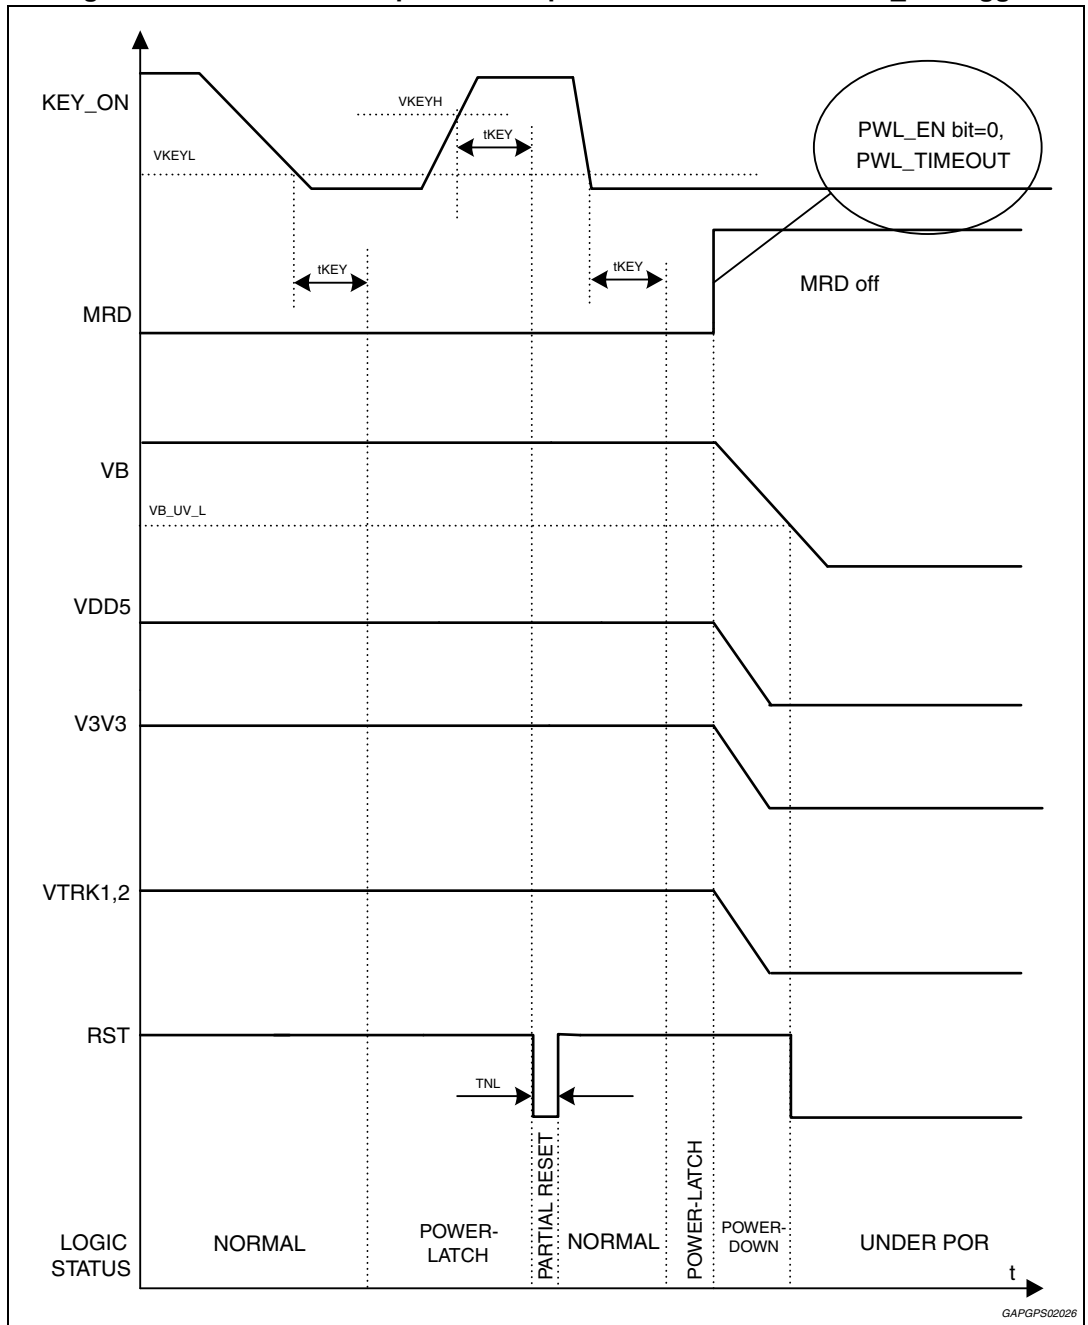 KEY_ON
VKEYH
tKEY
VKEYL
PWL_EN bit=0,
PWL_TIMEOUT
tKEY
tKEY
MRD off
MRD
VB
VB_UV_L
VDD5
V3V3
VTRK1,2
RST
TNL
LOGIC
STATUS
NORMAL
POWER-
LATCH
PARTIAL RESET
NORMAL
POWER-LATCH
POWER-
DOWN
UNDER POR
t
GAPGPS02026